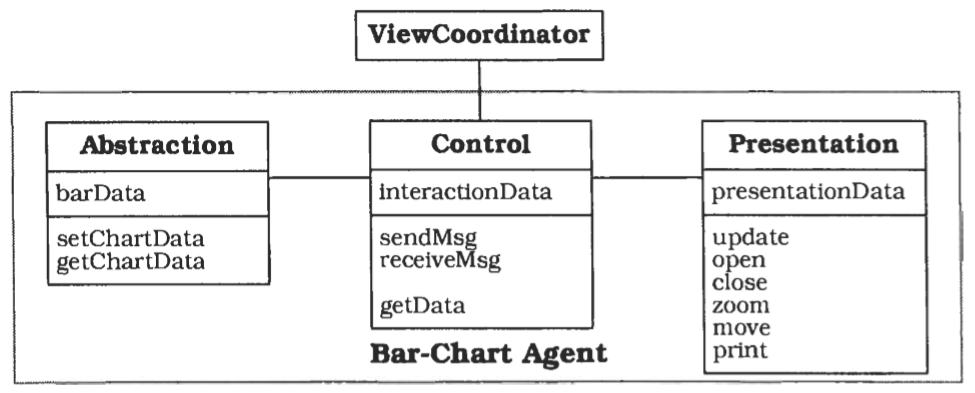 ViewCoordinator
Abstraction
barData
setChartData
getChartData
Control
interactionData
sendMsg
receiveMsg
getData
Presentation
presentationData
update
open
close
zoom
move
print
Bar-Chart Agent